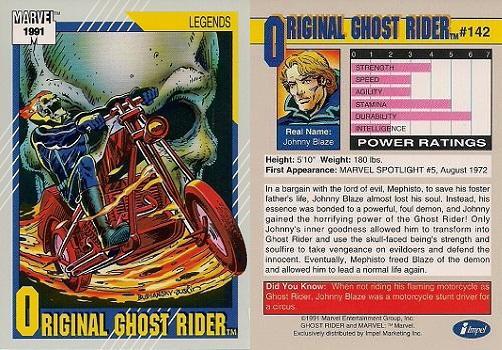 MARVEL
1991
LEGENDS
ORIGINAL GHOST RIDER™
ORIGINAL GHOST RIDER™ #142
0 1 2 3 4 5 6 7
STRENGTH
SPEED
AGILITY
STAMINA
DURABILITY
INTELLIGENCE
POWER RATINGS
Real Name:
Johnny Blaze
Height: 5'10" Weight: 180 lbs.
First Appearance: MARVEL SPOTLIGHT #5, August 1972
In a bargain with the lord of evil, Mephisto, to save his foster
father's life, Johnny Blaze almost lost his soul. Instead, his
essence was bonded to a powerful, foul demon, and Johnny
gained the horrifying power of the Ghost Rider! Only
Johnny's inner goodness allowed him to transform into
Ghost Rider and use the skull-faced being's strength and
soulfire to take vengeance on evildoers and defend the
innocent. Eventually, Mephisto freed Blaze of the demon
and allowed him to lead a normal life again.
Did You Know: When not riding his flaming motorcycle as
Ghost Rider, Johnny Blaze was a motorcycle stunt driver for
a circus.
©1991 Marvel Entertainment Group, Inc.
GHOST RIDER and MARVEL: ™ Marvel.
Exclusively distributed by Impel Marketing Inc.
Impel